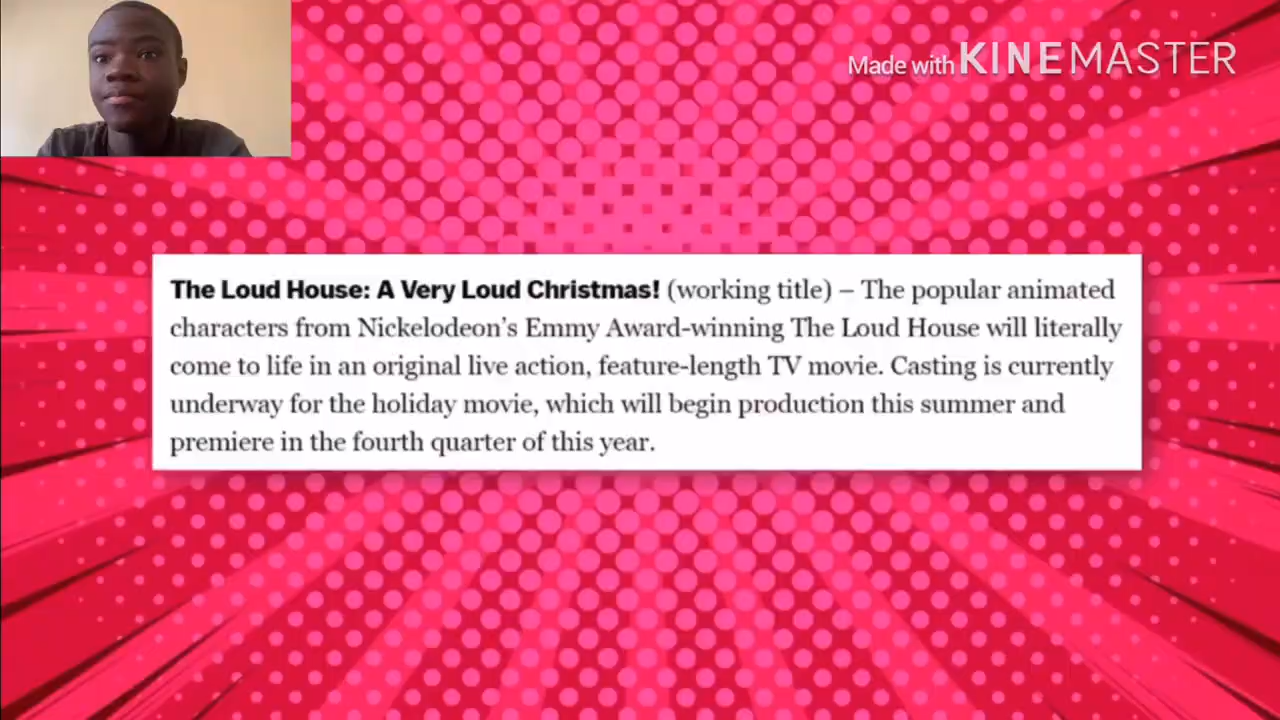 Made with KINEMASTER
The Loud House: A Very Loud Christmas! (working title) – The popular animated
characters from Nickelodeon’s Emmy Award-winning The Loud House will literally
come to life in an original live action, feature-length TV movie. Casting is currently
underway for the holiday movie, which will begin production this summer and
premiere in the fourth quarter of this year.